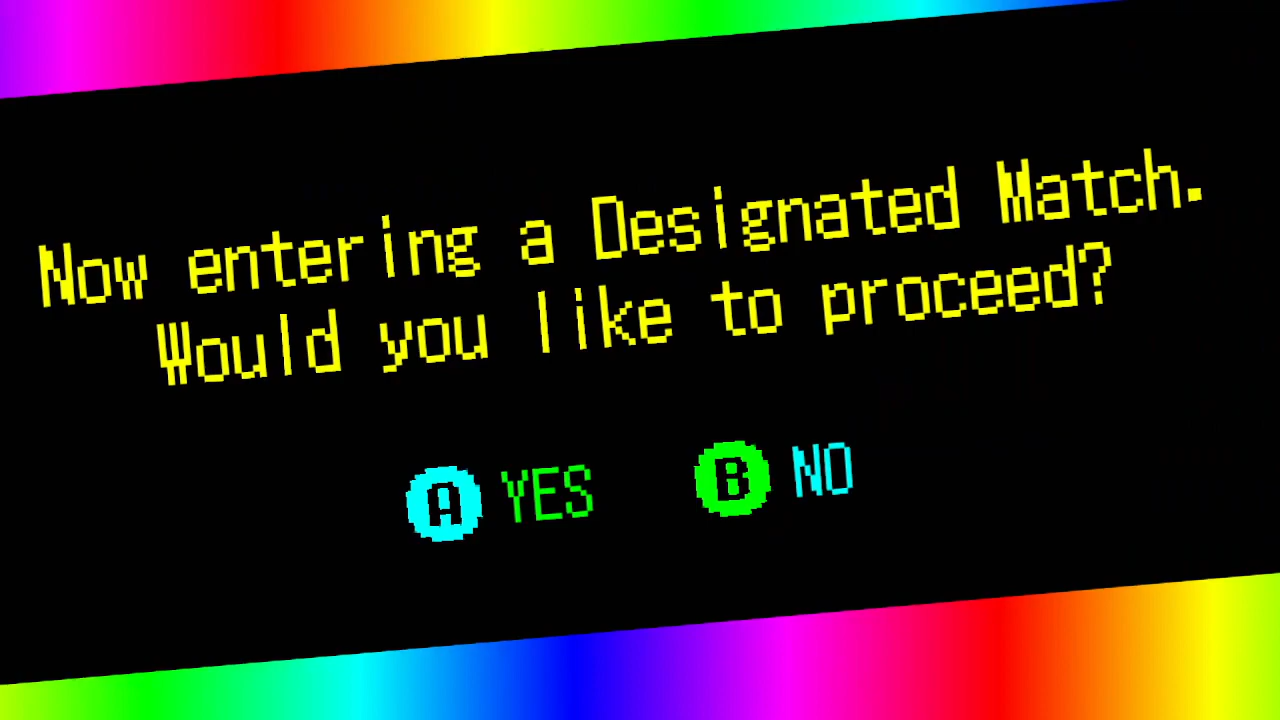 Now entering a Designated Match.
Would you like to proceed?
A YES B NO